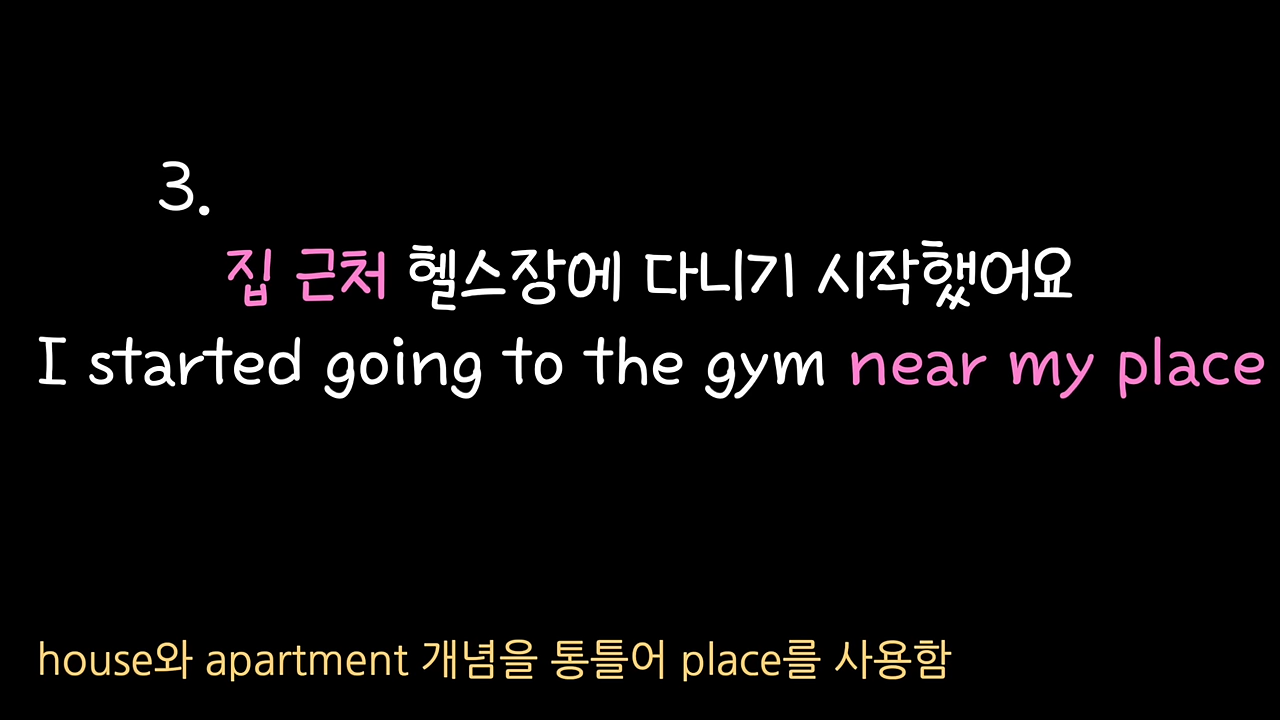 3.
집 근처 헬스장에 다니기 시작했어요
I started going to the gym near my place
house와 apartment 개념을 통틀어 place를 사용함